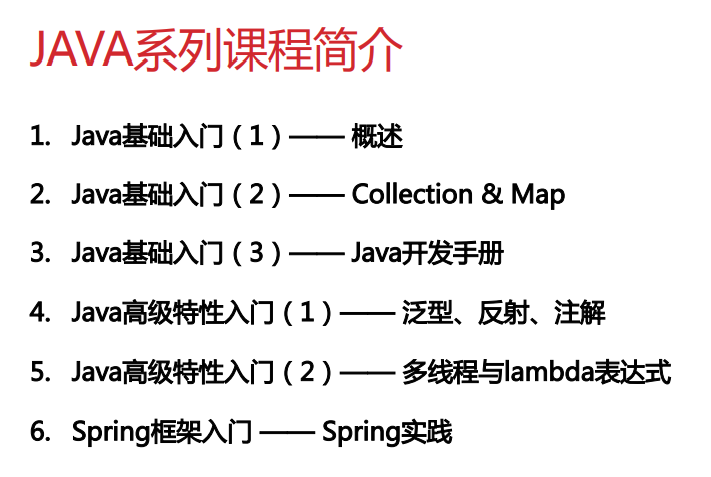 JAVA系列课程简介
1. Java基础入门（1）—— 概述
2. Java基础入门（2）—— Collection & Map
3. Java基础入门（3）—— Java开发手册
4. Java高级特性入门（1）—— 泛型、反射、注解
5. Java高级特性入门（2）—— 多线程与lambda表达式
6. Spring框架入门 —— Spring实践